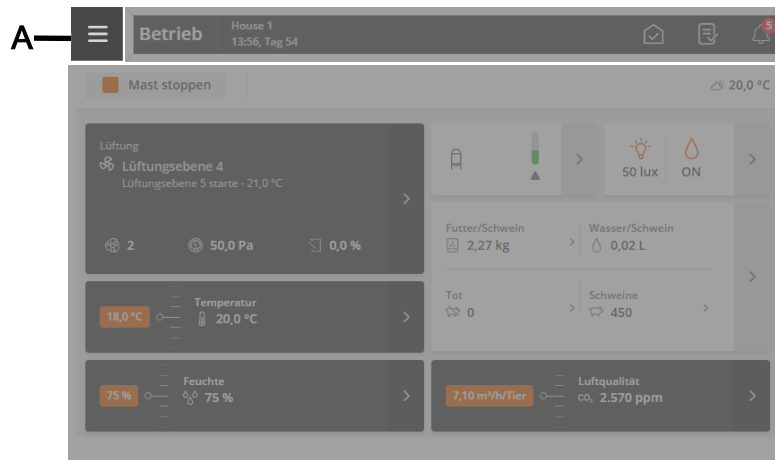 A
Betrieb
House 1
13:56, Tag 54
5
Mast stoppen
20,0 °C
Lüftung
Lüftungsebene 4
Lüftungsebene 5 starte - 21,0 °C
2
50,0 Pa
0,0 %
50 lux
ON
Futter/Schwein
2,27 kg
Wasser/Schwein
0,02 L
Tot
0
Schweine
450
18,0 °C
Temperatur
20,0 °C
75 %
Feuchte
75 %
7,10 m³/h/Tier
Luftqualität
CO₂ 2.570 ppm